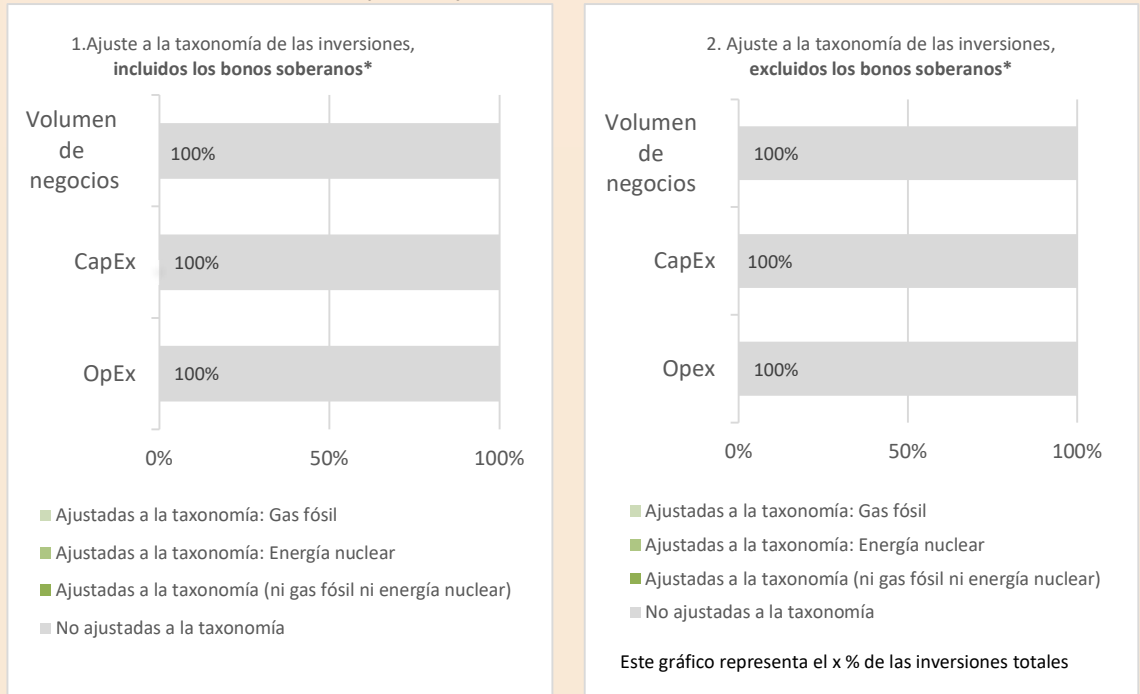 1.Ajuste a la taxonomía de las inversiones,
incluidos los bonos soberanos*
Volumen
de
negocios
100%
CapEx
100%
OpEx
100%
0%
50%
100%
Ajustadas a la taxonomía: Gas fósil
Ajustadas a la taxonomía: Energía nuclear
Ajustadas a la taxonomía (ni gas fósil ni energía nuclear)
No ajustadas a la taxonomía
2. Ajuste a la taxonomía de las inversiones,
excluidos los bonos soberanos*
Volumen
de
negocios
100%
CapEx
100%
Opex
100%
0%
50%
100%
Ajustadas a la taxonomía: Gas fósil
Ajustadas a la taxonomía: Energía nuclear
Ajustadas a la taxonomía (ni gas fósil ni energía nuclear)
No ajustadas a la taxonomía
Este gráfico representa el x % de las inversiones totales